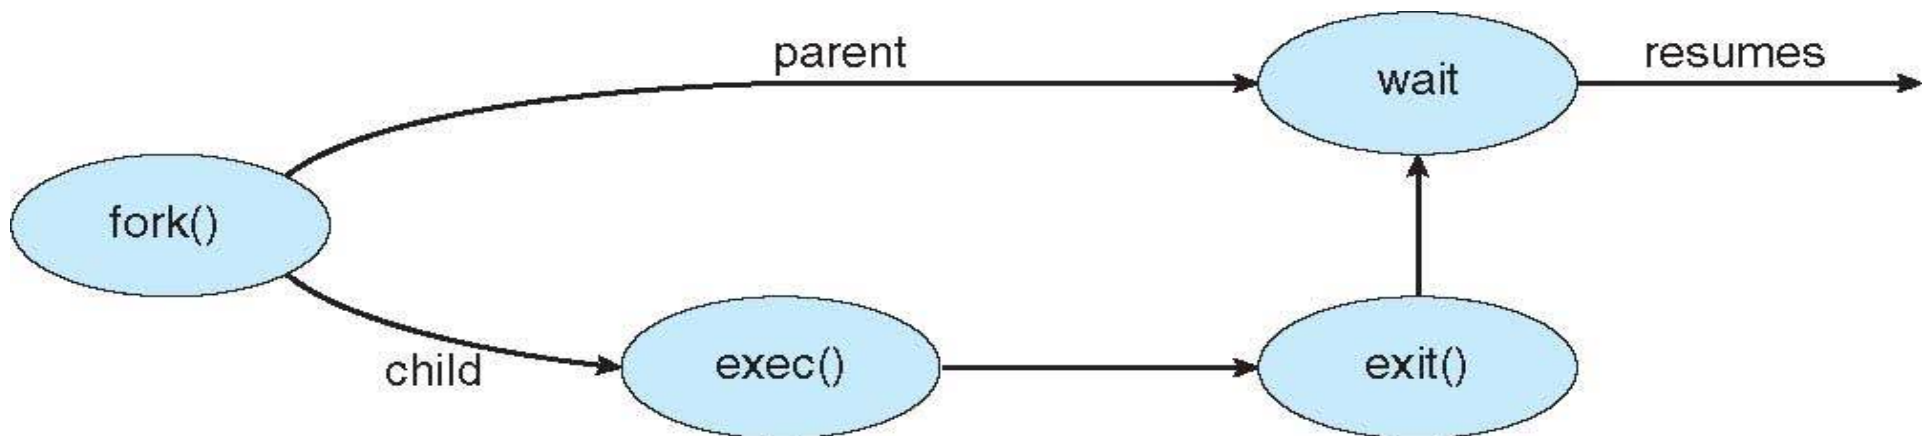 parent
wait
resumes
fork()
child
exec()
exit()